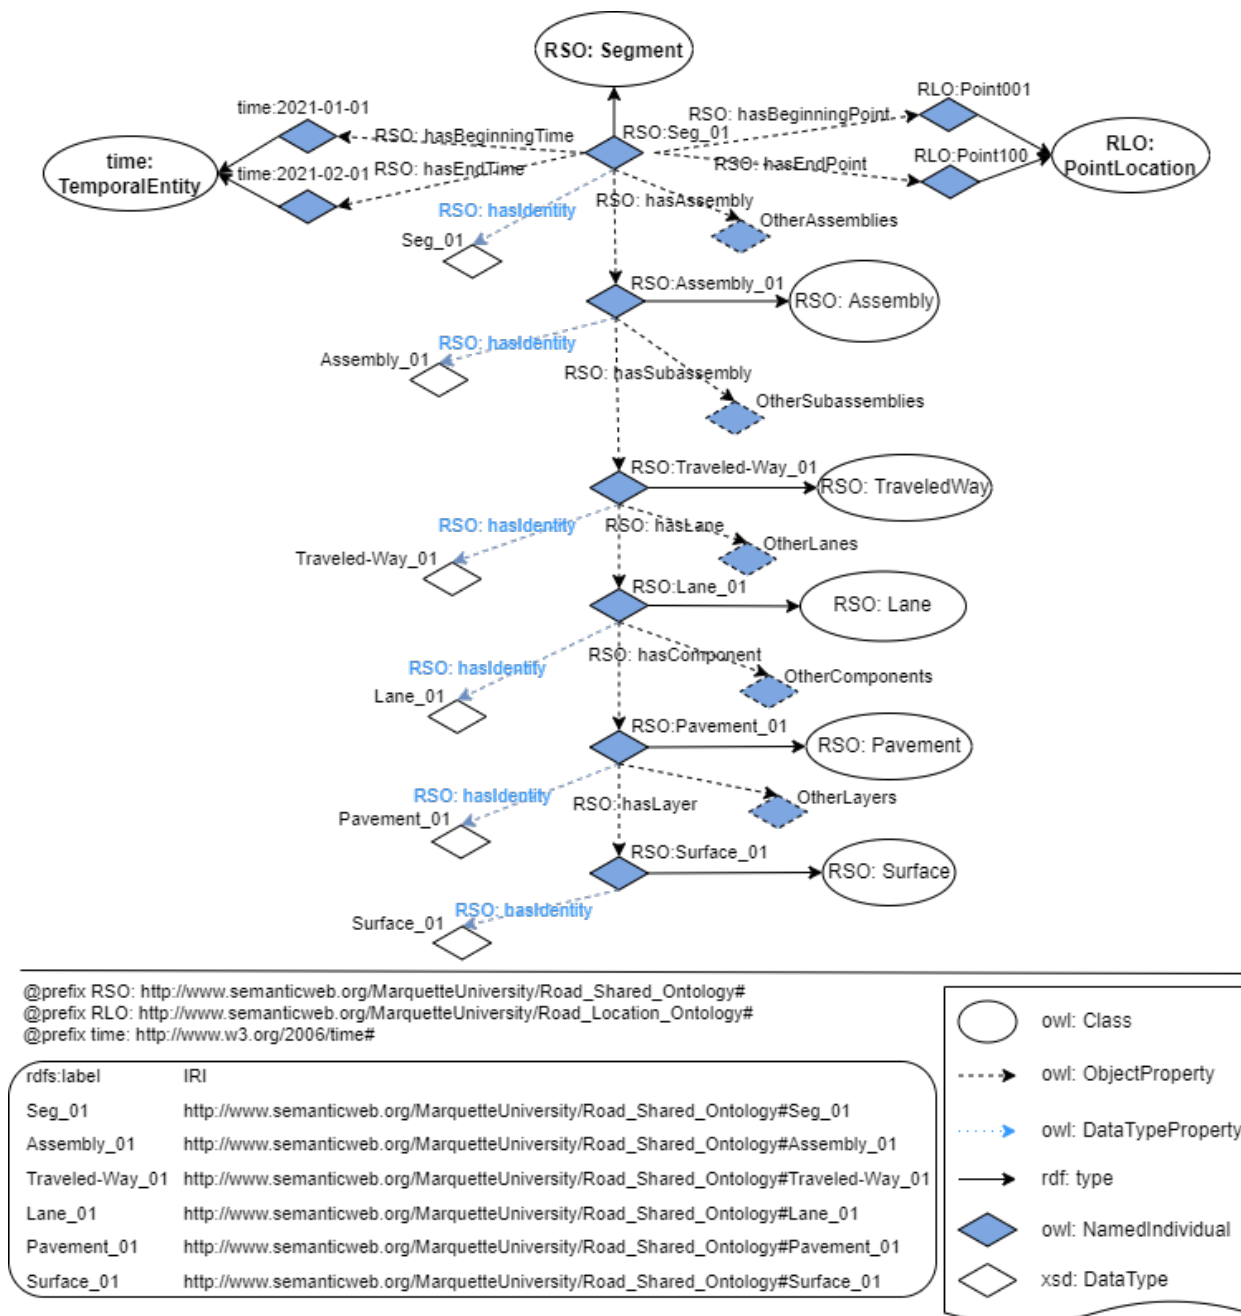 RSO: Segment
time:2021-01-01
RSO: hasBeginningTime
RSO:Seg_01
RSO: hasBeginningPoint
RLO:Point001
time:
TemporalEntity
time:2021-02-01
RSO: hasEndTime
RSO: hasEndPoint
RLO:Point100
RLO:
PointLocation
RSO: hasIdentity
RSO: hasAssembly
OtherAssemblies
Seg_01
RSO:Assembly_01
RSO: Assembly
RSO: hasIdentity
Assembly_01
RSO: hasSubassembly
OtherSubassemblies
RSO:Traveled-Way_01
RSO: TraveledWay
RSO: hasIdentity
RSO: hasLane
OtherLanes
Traveled-Way_01
RSO:Lane_01
RSO: Lane
RSO: hasIdentity
RSO: hasComponent
OtherComponents
Lane_01
RSO:Pavement_01
RSO: Pavement
RSO: hasIdentity
RSO: hasLayer
OtherLayers
Pavement_01
RSO:Surface_01
RSO: Surface
RSO: hasIdentity
Surface_01
@prefix RSO: http://www.semanticweb.org/MarquetteUniversity/Road_Shared_Ontology#
@prefix RLO: http://www.semanticweb.org/MarquetteUniversity/Road_Location_Ontology#
@prefix time: http://www.w3.org/2006/time#
rdfs:label IRI
Seg_01 http://www.semanticweb.org/MarquetteUniversity/Road_Shared_Ontology#Seg_01
Assembly_01 http://www.semanticweb.org/MarquetteUniversity/Road_Shared_Ontology#Assembly_01
Traveled-Way_01 http://www.semanticweb.org/MarquetteUniversity/Road_Shared_Ontology#Traveled-Way_01
Lane_01 http://www.semanticweb.org/MarquetteUniversity/Road_Shared_Ontology#Lane_01
Pavement_01 http://www.semanticweb.org/MarquetteUniversity/Road_Shared_Ontology#Pavement_01
Surface_01 http://www.semanticweb.org/MarquetteUniversity/Road_Shared_Ontology#Surface_01
owl: Class
owl: ObjectProperty
owl: DataTypeProperty
rdf: type
owl: NamedIndividual
xsd: DataType